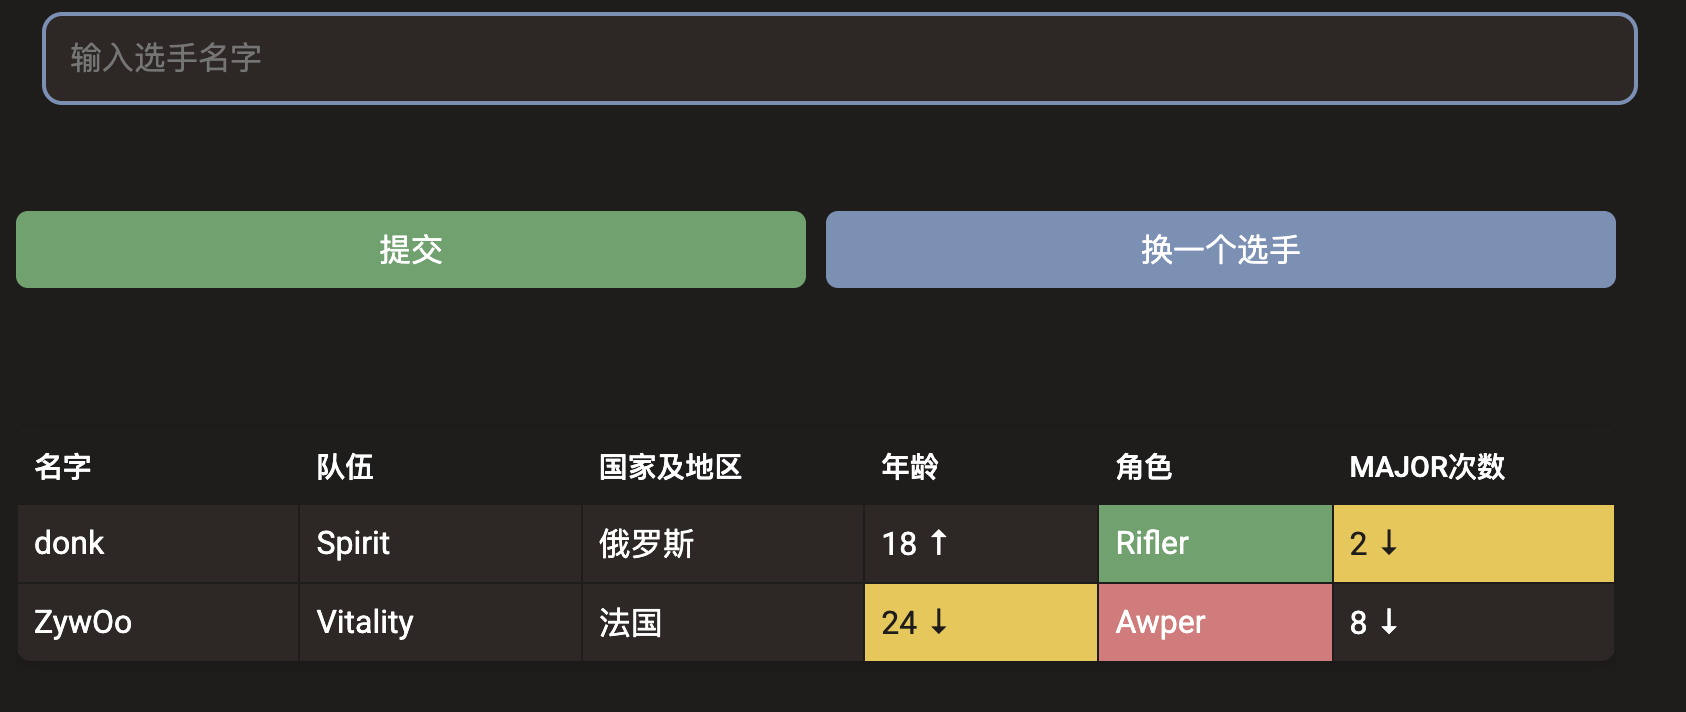 输入选手名字
提交 换一个选手
名字 队伍 国家及地区 年龄 角色 MAJOR次数
donk Spirit 俄罗斯 18 ↑ Rifler 2 ↓
ZywOo Vitality 法国 24 ↓ Awper 8 ↓